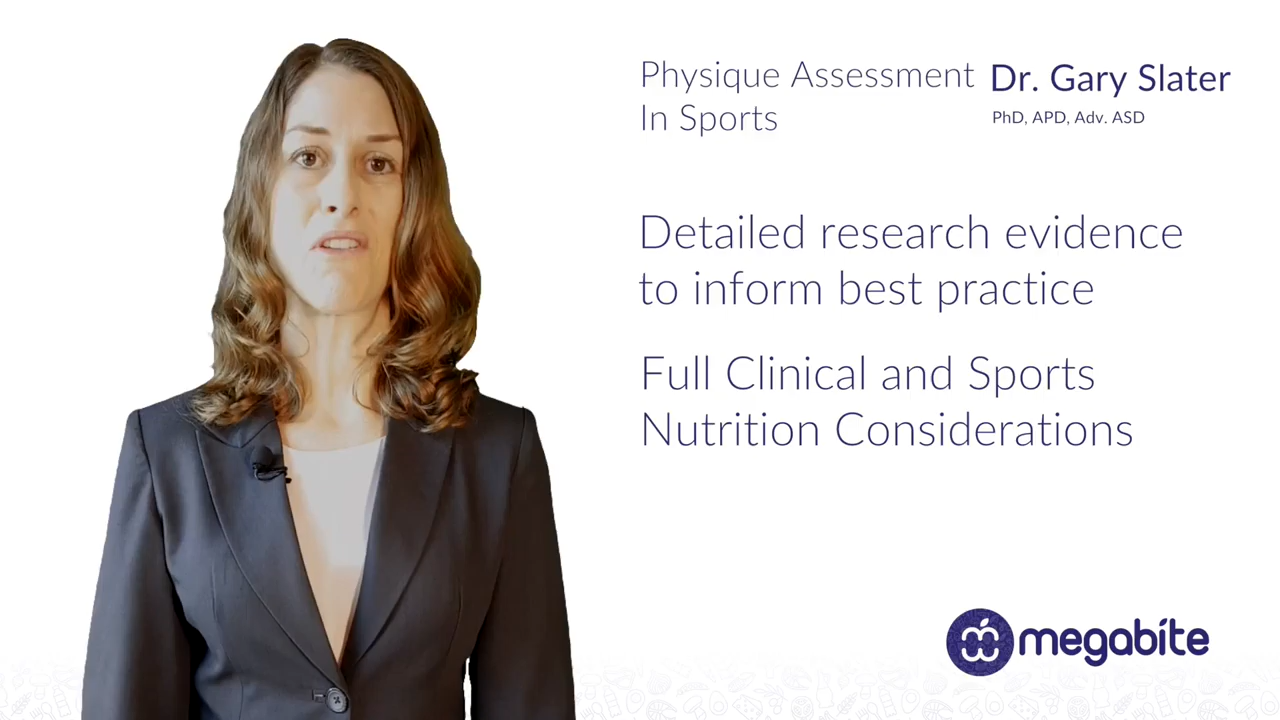 Physique Assessment
In Sports
Dr. Gary Slater
PhD, APD, Adv. ASD
Detailed research evidence
to inform best practice
Full Clinical and Sports
Nutrition Considerations
megabite